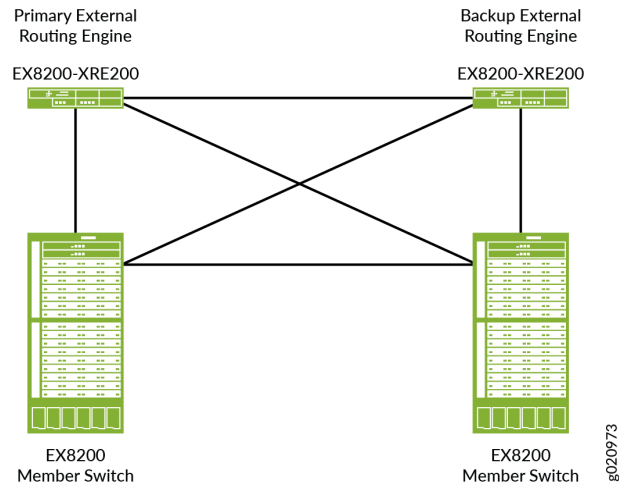 Primary External
Routing Engine
Backup External
Routing Engine
EX8200-XRE200
EX8200-XRE200
EX8200
Member Switch
EX8200
Member Switch
g020973